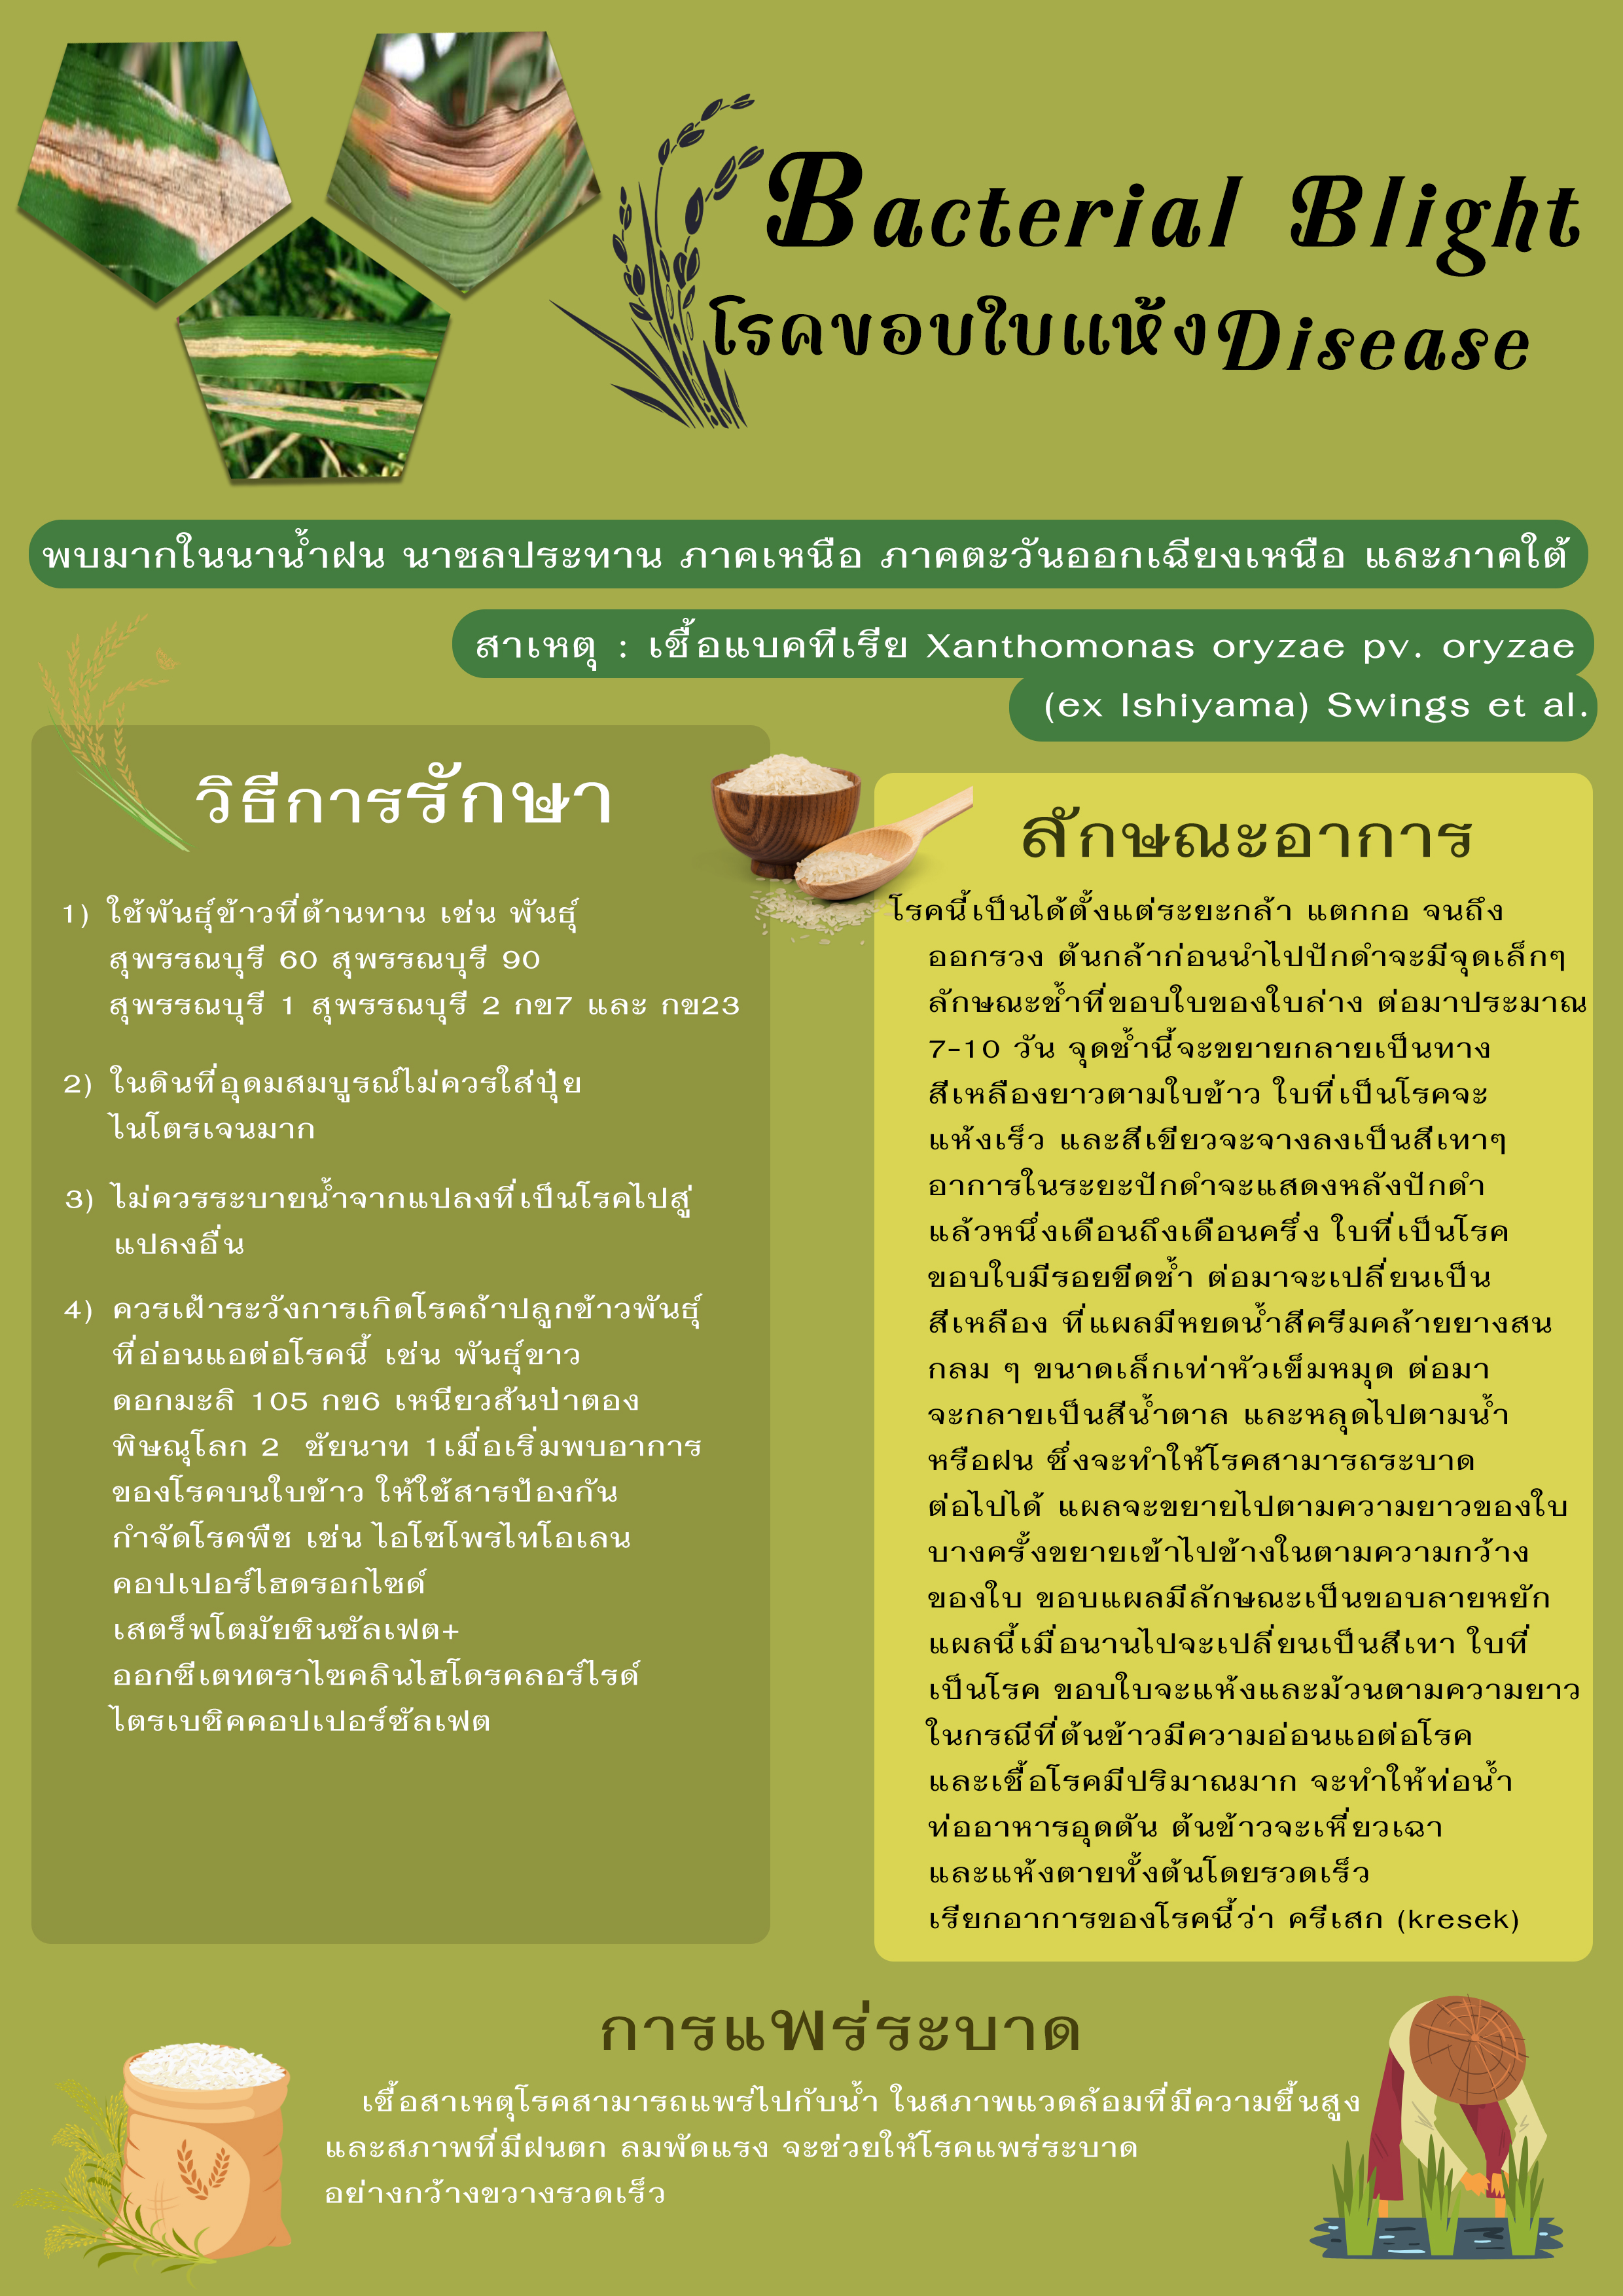 Bacterial Blight
โรคขอบใบแห้ง Disease
พบมากในนาน้ำฝน นาชลประทาน ภาคเหนือ ภาคตะวันออกเฉียงเหนือ และภาคใต้
สาเหตุ : เชื้อแบคทีเรีย Xanthomonas oryzae pv. oryzae
(ex Ishiyama) Swings et al.
วิธีการรักษา
1) ใช้พันธุ์ข้าวที่ต้านทาน เช่น พันธุ์
สุพรรณบุรี 60 สุพรรณบุรี 90
สุพรรณบุรี 1 สุพรรณบุรี 2 กข7 และ กข23
2) ในดินที่อุดมสมบูรณ์ไม่ควรใส่ปุ๋ย
ไนโตรเจนมาก
3) ไม่ควรระบายน้ำจากแปลงที่เป็นโรคไปสู่
แปลงอื่น
4) ควรเฝ้าระวังการเกิดโรคถ้าปลูกข้าวพันธุ์
ที่อ่อนแอต่อโรคนี้ เช่น พันธุ์ขาว
ดอกมะลิ 105 กข6 เหนียวสันป่าตอง
พิษณุโลก 2 ชัยนาท 1เมื่อเริ่มพบอาการ
ของโรคบนใบข้าว ให้ใช้สารป้องกัน
กำจัดโรคพืช เช่น ไอโซโพรไทโอเลน
คอปเปอร์ไฮดรอกไซด์
เสตร็พโตมัยซินซัลเฟต+
ออกซีเตทตราไซคลินไฮโดรคลอร์ไรด์
ไตรเบซิคคอปเปอร์ซัลเฟต
ลักษณะอาการ
โรคนี้เป็นได้ตั้งแต่ระยะกล้า แตกกอ จนถึง
ออกรวง ต้นกล้าก่อนนำไปปักดำจะมีจุดเล็กๆ
ลักษณะช้ำที่ขอบใบของใบล่าง ต่อมาประมาณ
7-10 วัน จุดช้ำนี้จะขยายกลายเป็นทาง
สีเหลืองยาวตามใบข้าว ใบที่เป็นโรคจะ
แห้งเร็ว และสีเขียวจะจางลงเป็นสีเทาๆ
อาการในระยะปักดำจะแสดงหลังปักดำ
แล้วหนึ่งเดือนถึงเดือนครึ่ง ใบที่เป็นโรค
ขอบใบมีรอยขีดช้ำ ต่อมาจะเปลี่ยนเป็น
สีเหลือง ที่แผลมีหยดน้ำสีครีมคล้ายยางสน
กลม ๆ ขนาดเล็กเท่าหัวเข็มหมุด ต่อมา
จะกลายเป็นสีน้ำตาล และหลุดไปตามน้ำ
หรือฝน ซึ่งจะทำให้โรคสามารถระบาด
ต่อไปได้ แผลจะขยายไปตามความยาวของใบ
บางครั้งขยายเข้าไปข้างในตามความกว้าง
ของใบ ขอบแผลมีลักษณะเป็นขอบลายหยัก
แผลนี้เมื่อนานไปจะเปลี่ยนเป็นสีเทา ใบที่
เป็นโรค ขอบใบจะแห้งและม้วนตามความยาว
ในกรณีที่ต้นข้าวมีความอ่อนแอต่อโรค
และเชื้อโรคมีปริมาณมาก จะทำให้ท่อน้ำ
ท่ออาหารอุดตัน ต้นข้าวจะเหี่ยวเฉา
และแห้งตายทั้งต้นโดยรวดเร็ว
เรียกอาการของโรคนี้ว่า ครีเสก (kresek)
การแพร่ระบาด
เชื้อสาเหตุโรคสามารถแพร่ไปกับน้ำ ในสภาพแวดล้อมที่มีความชื้นสูง
และสภาพที่มีฝนตก ลมพัดแรง จะช่วยให้โรคแพร่ระบาด
อย่างกว้างขวางรวดเร็ว